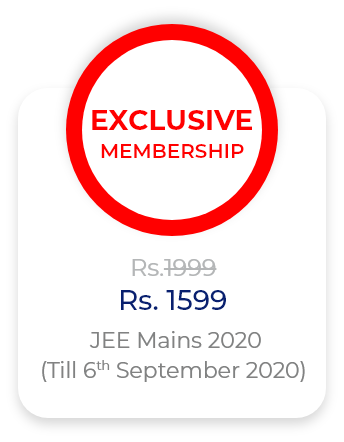 EXCLUSIVE
MEMBERSHIP
Rs.1999
Rs. 1599
JEE Mains 2020
(Till 6th September 2020)